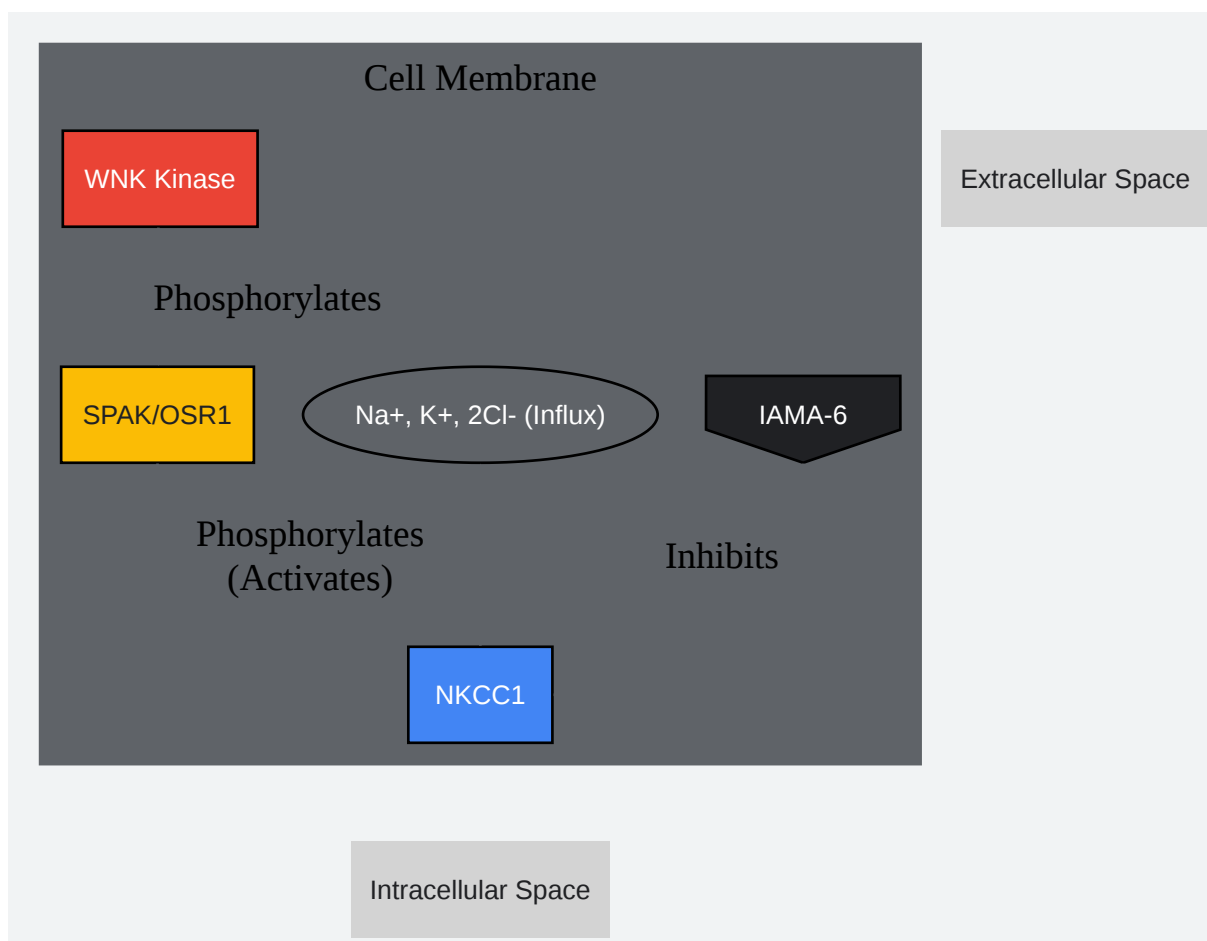 Cell Membrane
WNK Kinase
Extracellular Space
Phosphorylates
SPAK/OSR1
Na+, K+, 2Cl- (Influx)
IAMA-6
Phosphorylates
(Activates)
Inhibits
NKCC1
Intracellular Space